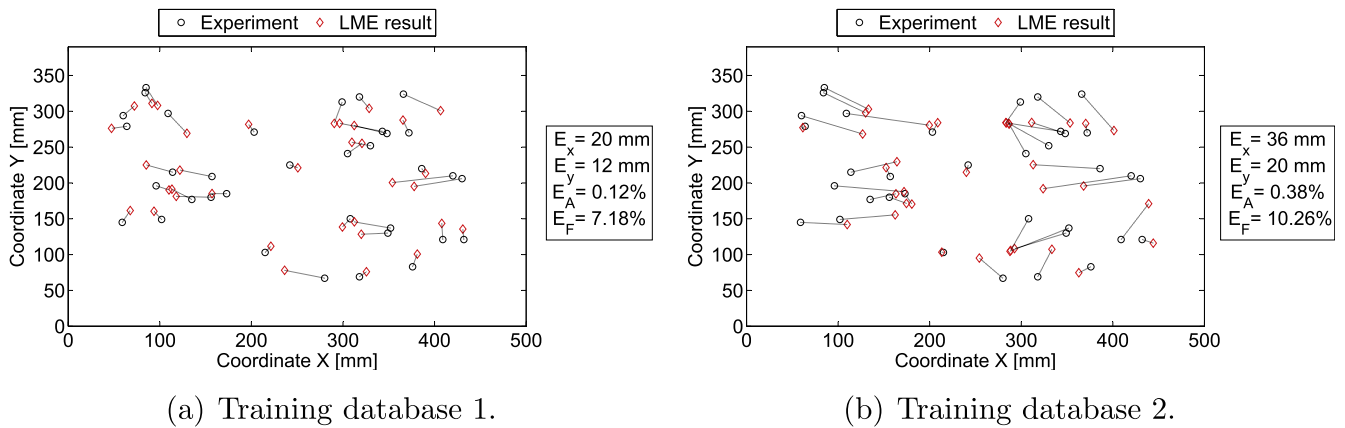 Experiment LME result
350
300
250
200
150
100
50
0
0 100 200 300 400 500
Coordinate Y [mm]
Coordinate X [mm]
E_x= 20 mm
E_y= 12 mm
E_A= 0.12%
E_F= 7.18%
(a) Training database 1.
Experiment LME result
350
300
250
200
150
100
50
0
0 100 200 300 400 500
Coordinate Y [mm]
Coordinate X [mm]
E_x= 36 mm
E_y= 20 mm
E_A= 0.38%
E_F= 10.26%
(b) Training database 2.